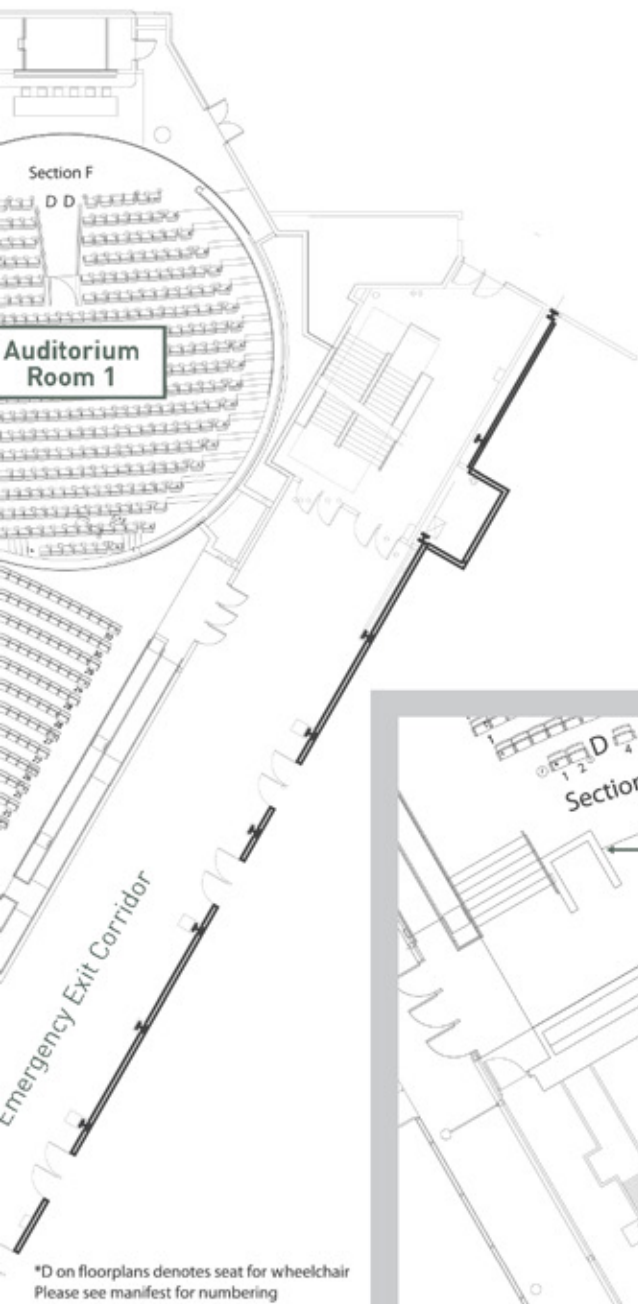 Section F
D D
Auditorium
Room 1
D
1 2 4
Section
Emergency Exit Corridor
*D on floorplans denotes seat for wheelchair
Please see manifest for numbering